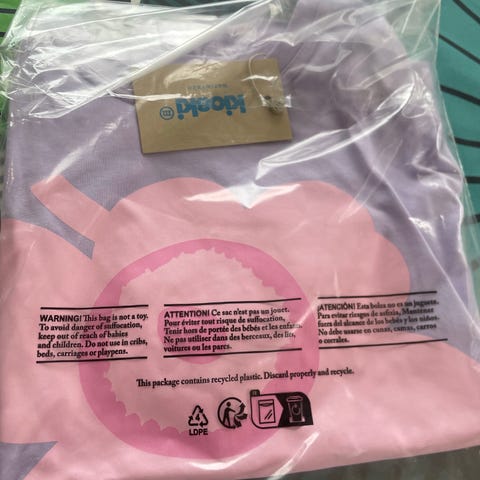 kioski
m
WARNING! This bag is not a toy.
To avoid danger of suffocation,
keep out of reach of babies
and children. Do not use in cribs,
beds, carriages or playpens.
ATTENTION! Ce sac n'est pas un jouet.
Pour éviter tout risque de suffocation,
Tenir hors de portée des bébés et les enfants.
Ne pas utiliser dans des berceaux, des lits,
voitures ou les parcs.
¡ATENCIÓN! Esta bolsa no es un juguete.
Para evitar riesgos de asfixia, Mantener
fuera del alcance de los bebés y los niños.
No debe usarse en cunas, camas, carros
o corrales.
This package contains recycled plastic. Discard properly and recycle.
4
LDPE